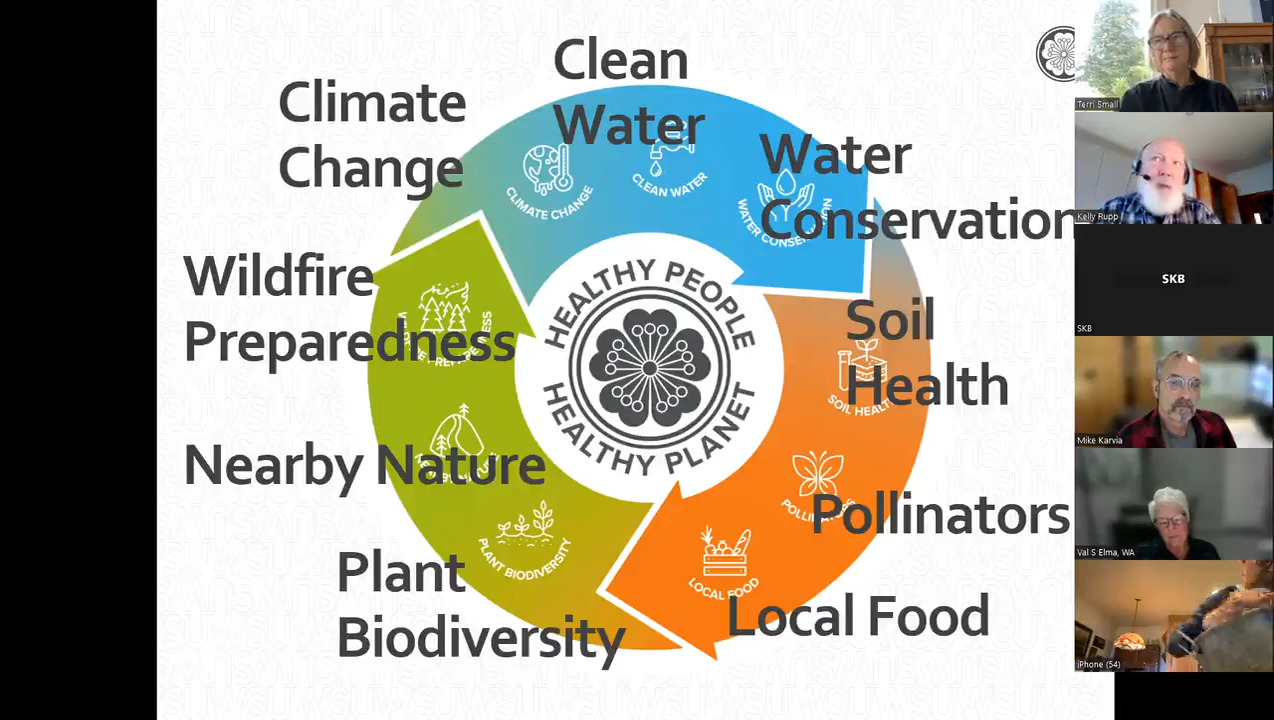 Clean
Water
Climate
Change
Water
Conservation
Wildfire
Preparedness
Soil
Health
Nearby Nature
Pollinators
Plant
Biodiversity
Local Food
CLIMATE CHANGE
CLEAN WATER
SOIL HEALTH
LOCAL FOOD
PLANT BIODIVERSITY
HEALTHY PEOPLE
HEALTHY PLANET
Terri Small
Kelly Rupp
SKB
SKB
Mike Karvia
Val S Elma, WA
iPhone (54)